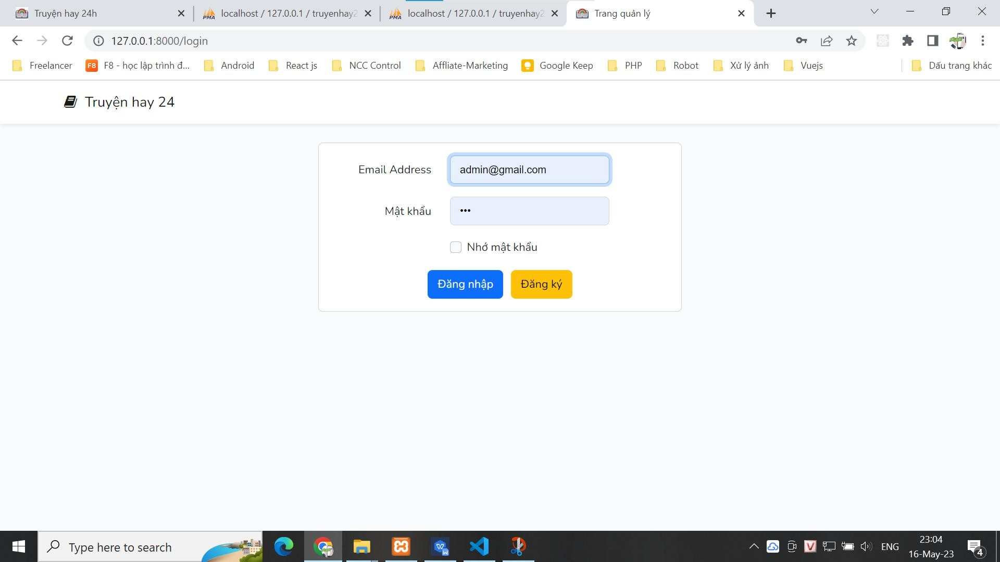 Truyện hay 24h
localhost / 127.0.0.1 / truyenhay2
localhost / 127.0.0.1 / truyenhay2
Trang quản lý
127.0.0.1:8000/login
Freelancer
F8 - học lập trình đ...
Android
React js
NCC Control
Affliate-Marketing
Google Keep
PHP
Robot
Xử lý ảnh
Vuejs
Dấu trang khác
Truyện hay 24
Email Address
admin@gmail.com
Mật khẩu
•••
Nhớ mật khẩu
Đăng nhập
Đăng ký
Type here to search
ENG
23:04
16-May-23
4